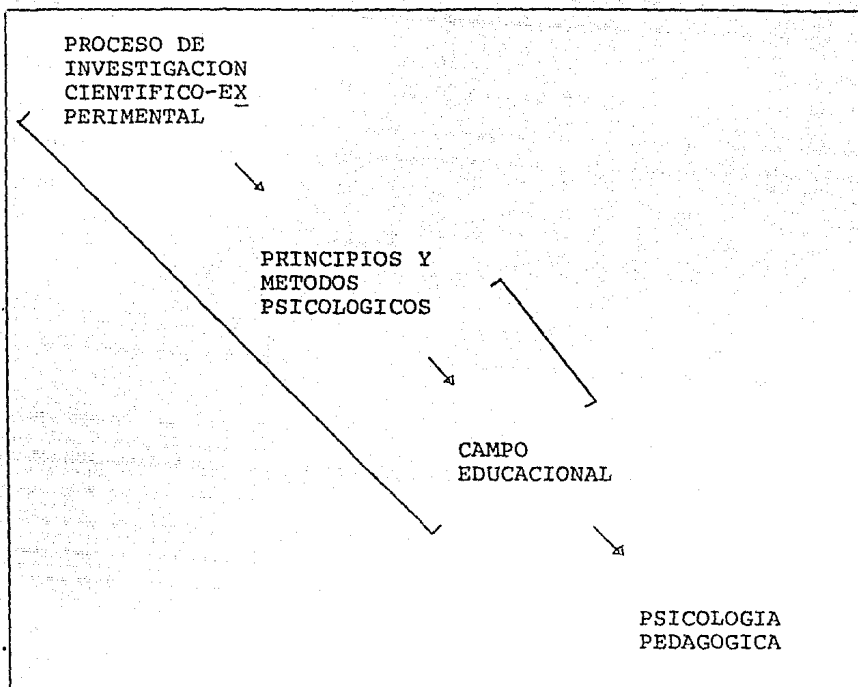 PROCESO DE
INVESTIGACION
CIENTIFICO-EX
PERIMENTAL
PRINCIPIOS Y
METODOS
PSICOLOGICOS
CAMPO
EDUCACIONAL
PSICOLOGIA
PEDAGOGICA